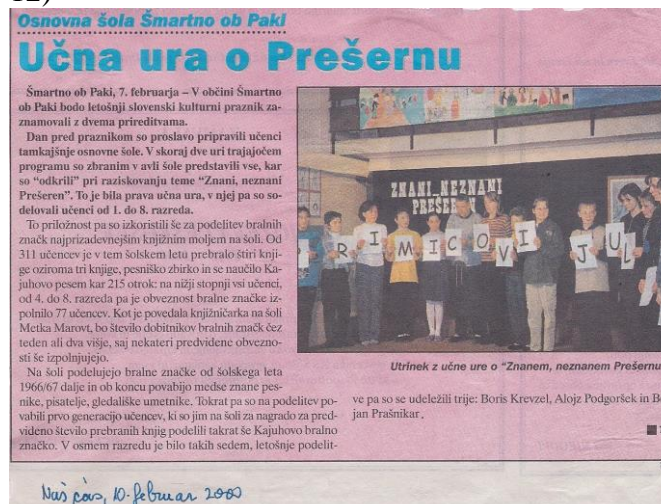 12)
Osnovna šola Šmartno ob Paki
Učna ura o Prešernu
Šmartno ob Paki, 7. februarja – V občini Šmartno
ob Paki bodo letošnji slovenski kulturni praznik za-
znamovali z dvema prireditvama.
Dan pred praznikom so proslavo pripravili učenci
tamkajšnje osnovne šole. V skoraj dve uri trajajočem
programu so zbranim v avli šole predstavili vse, kar
so “odkrili” pri raziskovanju teme “Znani, neznani
Prešeren”. To je bila prava učna ura, v njej pa so so-
delovali učenci od 1. do 8. razreda.
To priložnost pa so izkoristili še za podelitev bralnih
značk najprizadevnejšim knjižnim moljem na šoli. Od
311 učencev je v tem šolskem letu prebralo štiri knji-
ge oziroma tri knjige, pesniško zbirko in se naučilo Ka-
juhovo pesem kar 215 otrok: na nižji stopnji vsi učenci,
od 4. do 8. razreda pa je obveznost bralne značke iz-
polnilo 77 učencev. Kot je povedala knjižničarka na šoli
Metka Marovt, bo število dobitnikov bralnih značk čez
teden ali dva višje, saj nekateri predvidene obvezno-
sti še izpolnjujejo.
Na šoli podeljujejo bralne značke od šolskega leta
1966/67 dalje in ob koncu povabijo medse znane pes-
nike, pisatelje, gledališke umetnike. Tokrat pa so na podelitev po-
vabili prvo generacijo učencev, ki so jim na šoli za nagrado za pred-
videno število prebranih knjig podelili takrat še Kajuhovo bralno
značko. V osmem razredu je bilo takih sedem, letošnje podelit-
ZNANI, NEZNANI
PREŠEREN
RIMICOVI JUL
Utrinek z učne ure o “Znanem, neznanem Prešernu
ve pa so se udeležili trije: Boris Krevzel, Alojz Podgoršek in B
jan Prašnikar.
Naš čas, 10. februar 2000